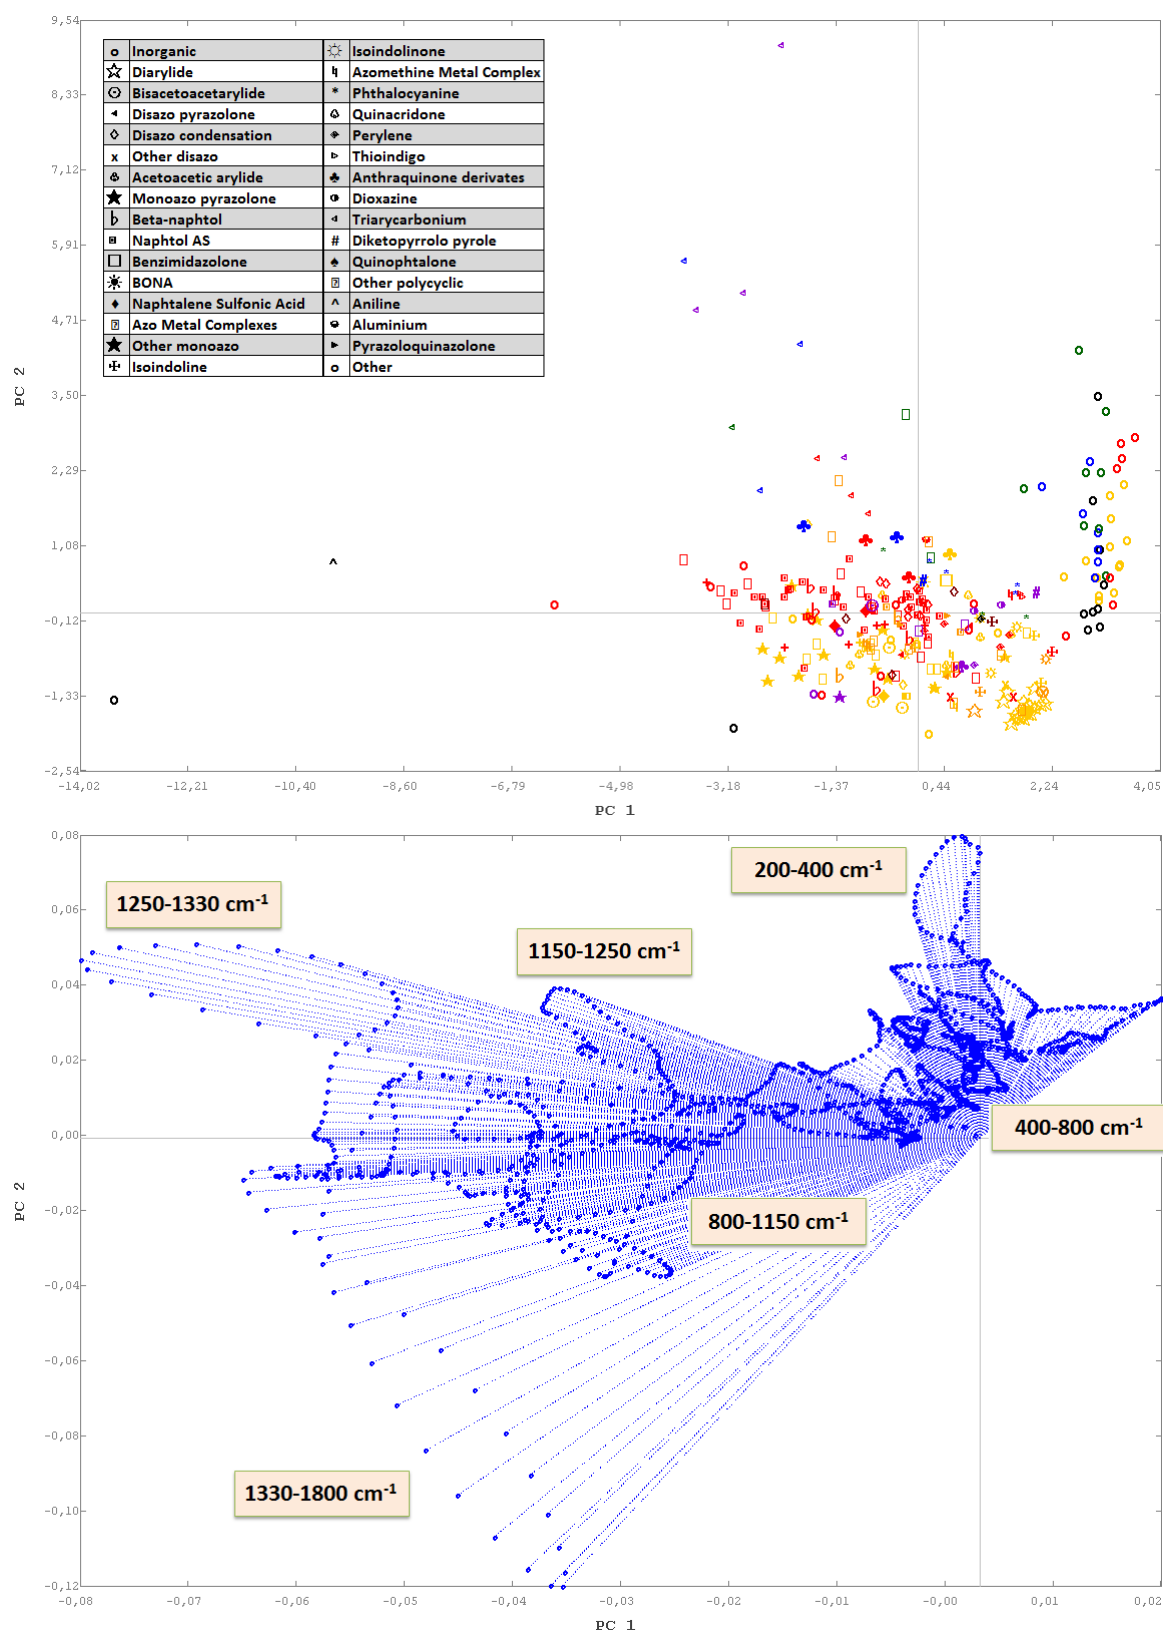 9,54
8,33
7,12
5,91
4,71
3,50
2,29
1,08
-0,12
-1,33
-2,54
PC 2
Inorganic Isoindolinone
Diarylide Azomethine Metal Complex
Bisacetoacetarylide Phthalocyanine
Disazo pyrazolone Quinacridone
Disazo condensation Perylene
x Other disazo Thioindigo
Acetoacetic arylide Anthraquinone derivates
Monoazo pyrazolone Dioxazine
Beta-naphtol Triarycarbonium
Naphtol AS # Diketopyrrolo pyrole
Benzimidazolone Quinophtalone
BONA Other polycyclic
Naphtalene Sulfonic Acid ^ Aniline
Azo Metal Complexes Aluminium
Other monoazo Pyrazoloquinazolone
Isoindoline Other
-14,02 -12,21 -10,40 -8,60 -6,79 -4,98 -3,18 -1,37 0,44 2,24 4,05
PC 1
0,08
0,06
0,04
0,02
0,00
-0,02
-0,04
-0,06
-0,08
-0,10
-0,12
PC 2
200-400 cm-1
1250-1330 cm-1
1150-1250 cm-1
400-800 cm-1
800-1150 cm-1
1330-1800 cm-1
-0,08 -0,07 -0,06 -0,05 -0,04 -0,03 -0,02 -0,01 -0,00 0,01 0,02
PC 1